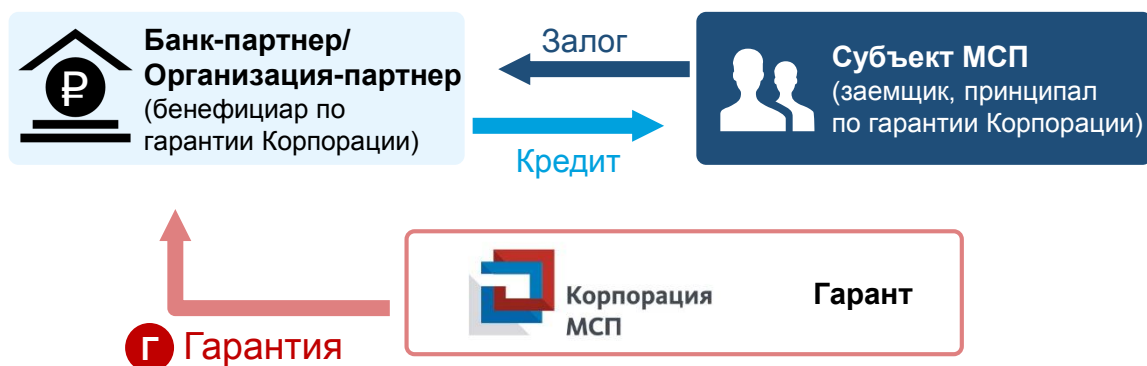 Банк-партнер/
Организация-партнер
(бенефициар по
гарантии Корпорации)
Залог
Кредит
Субъект МСП
(заемщик, принципал
по гарантии Корпорации)
Корпорация
МСП
Гарант
Г Гарантия